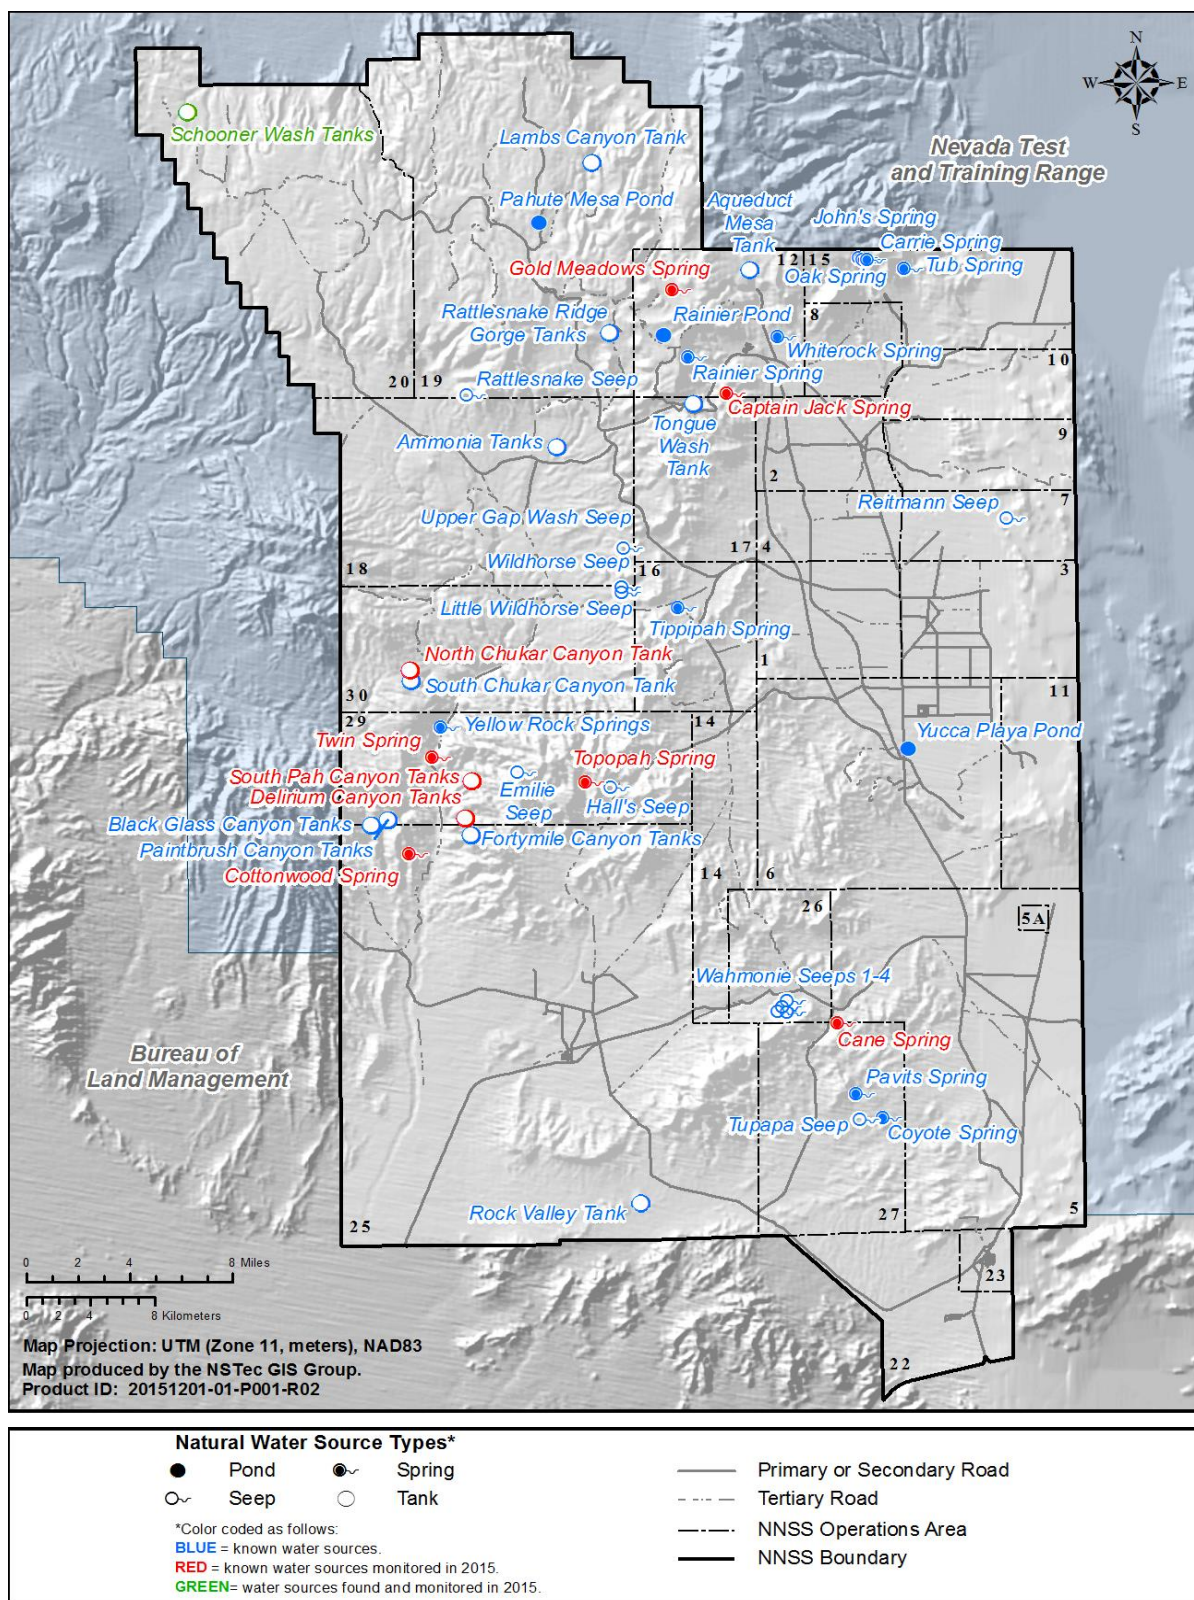 N
W E
S
Schooner Wash Tanks
Lambs Canyon Tank
Nevada Test
and Training Range
Pahute Mesa Pond
Aqueduct
Mesa
Tank
John's Spring
Carrie Spring
12 15
Oak Spring
Tub Spring
Gold Meadows Spring
Rattlesnake Ridge
Gorge Tanks
Rainier Pond
8
Whiterock Spring
10
Rainier Spring
20 19
Rattlesnake Seep
Captain Jack Spring
Tongue
Wash
Tank
9
Ammonia Tanks
2
Reitmann Seep
7
Upper Gap Wash Seep
17 4
Wildhorse Seep
18
16
3
Little Wildhorse Seep
Tippipah Spring
North Chukar Canyon Tank
1
South Chukar Canyon Tank
30
11
29
14
Yellow Rock Springs
Yucca Playa Pond
Twin Spring
Topopah Spring
South Pah Canyon Tanks
Emilie
Seep
Hall's Seep
Delirium Canyon Tanks
Black Glass Canyon Tanks
Fortymile Canyon Tanks
Paintbrush Canyon Tanks
Cottonwood Spring
14 6
26
5A
Wahmonie Seeps 1-4
Cane Spring
Bureau of
Land Management
Pavits Spring
Tupapa Seep
Coyote Spring
Rock Valley Tank
25
27
5
23
22
0 2 4 8 Miles
0 2 4 8 Kilometers
Map Projection: UTM (Zone 11, meters), NAD83
Map produced by the NSTec GIS Group.
Product ID: 20151201-01-P001-R02
Natural Water Source Types*
Pond Spring
Seep Tank
*Color coded as follows:
BLUE = known water sources.
RED = known water sources monitored in 2015.
GREEN= water sources found and monitored in 2015.
Primary or Secondary Road
Tertiary Road
NNSS Operations Area
NNSS Boundary